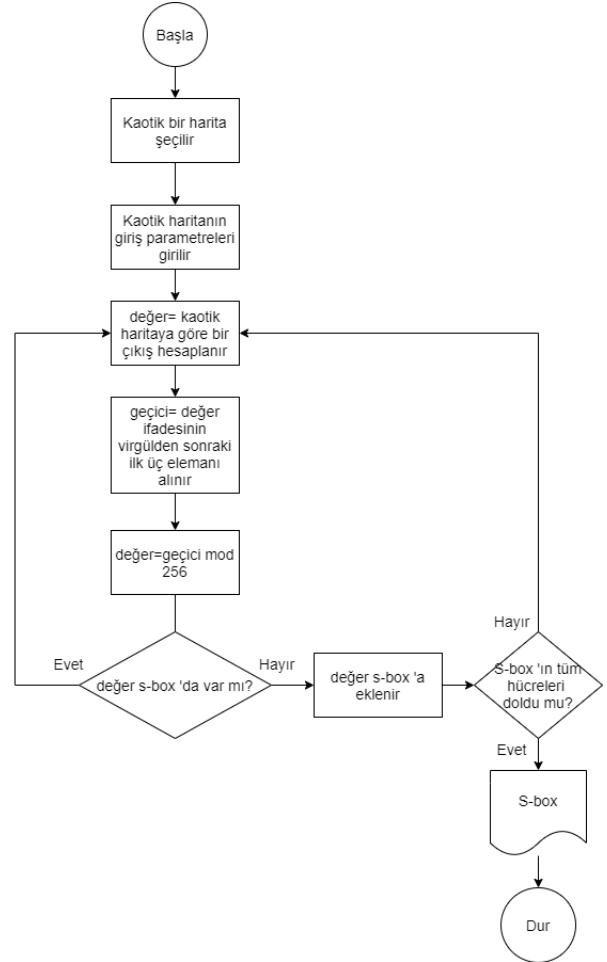 Başla
Kaotik bir harita
seçilir
Kaotik haritanın
giriş parametreleri
girilir
değer= kaotik
haritaya göre bir
çıkış hesaplanır
geçici= değer
ifadesinin
virgülden sonraki
ilk üç elemanı
alınır
değer=geçici mod
256
Evet
değer s-box 'da var mı?
Hayır
değer s-box 'a
eklenir
Hayır
S-box 'ın tüm
hücreleri
doldu mu?
Evet
S-box
Dur